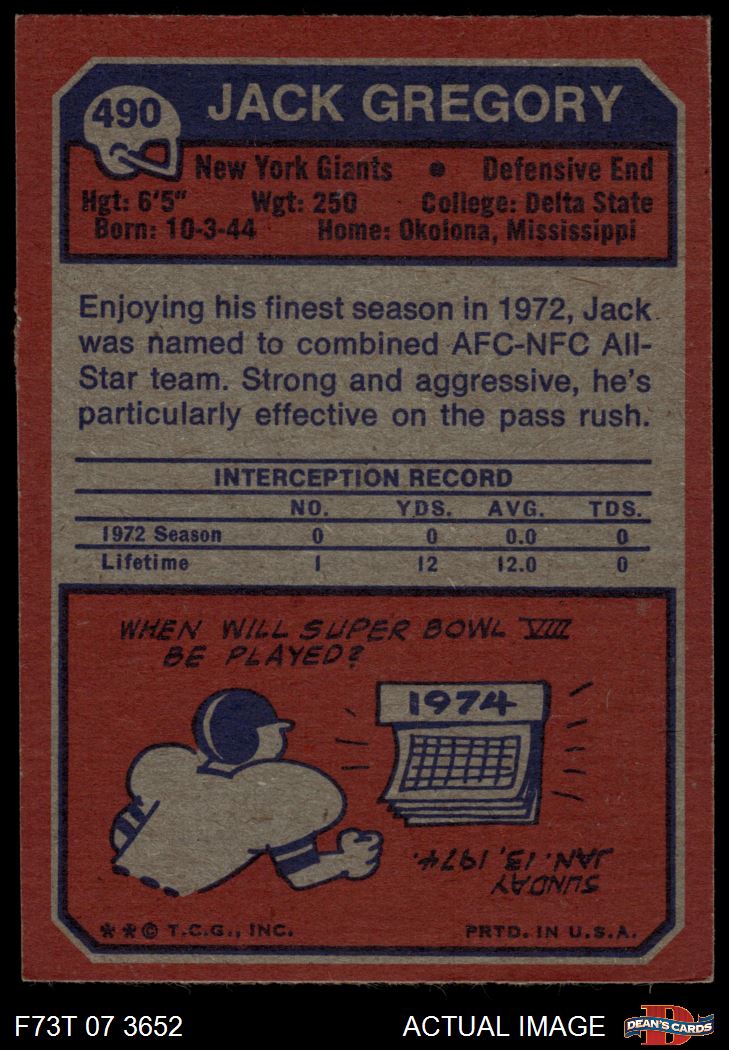 490
JACK GREGORY
New York Giants • Defensive End
Hgt: 6'5" Wgt: 250 College: Delta State
Born: 10-3-44 Home: Okolona, Mississippi
Enjoying his finest season in 1972, Jack
was named to combined AFC-NFC All-
Star team. Strong and aggressive, he's
particularly effective on the pass rush.
INTERCEPTION RECORD
NO. YDS. AVG. TDS.
1972 Season 0 0 0.0 0
Lifetime 1 12 12.0 0
WHEN WILL SUPER BOWL VIII
BE PLAYED?
1974
SUNDAY
JAN. 13, 1974.
**© T.C.G., INC. PRTD. IN U.S.A.
F73T 07 3652 ACTUAL IMAGE
D
DEAN'S CARDS